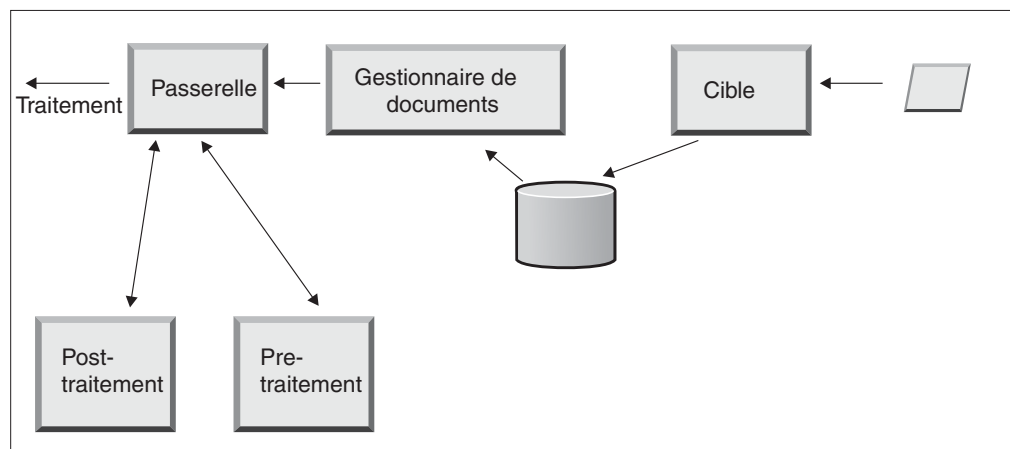 Traitement
Passerelle
Gestionnaire de
documents
Cible
Post-
traitement
Pre-
traitement